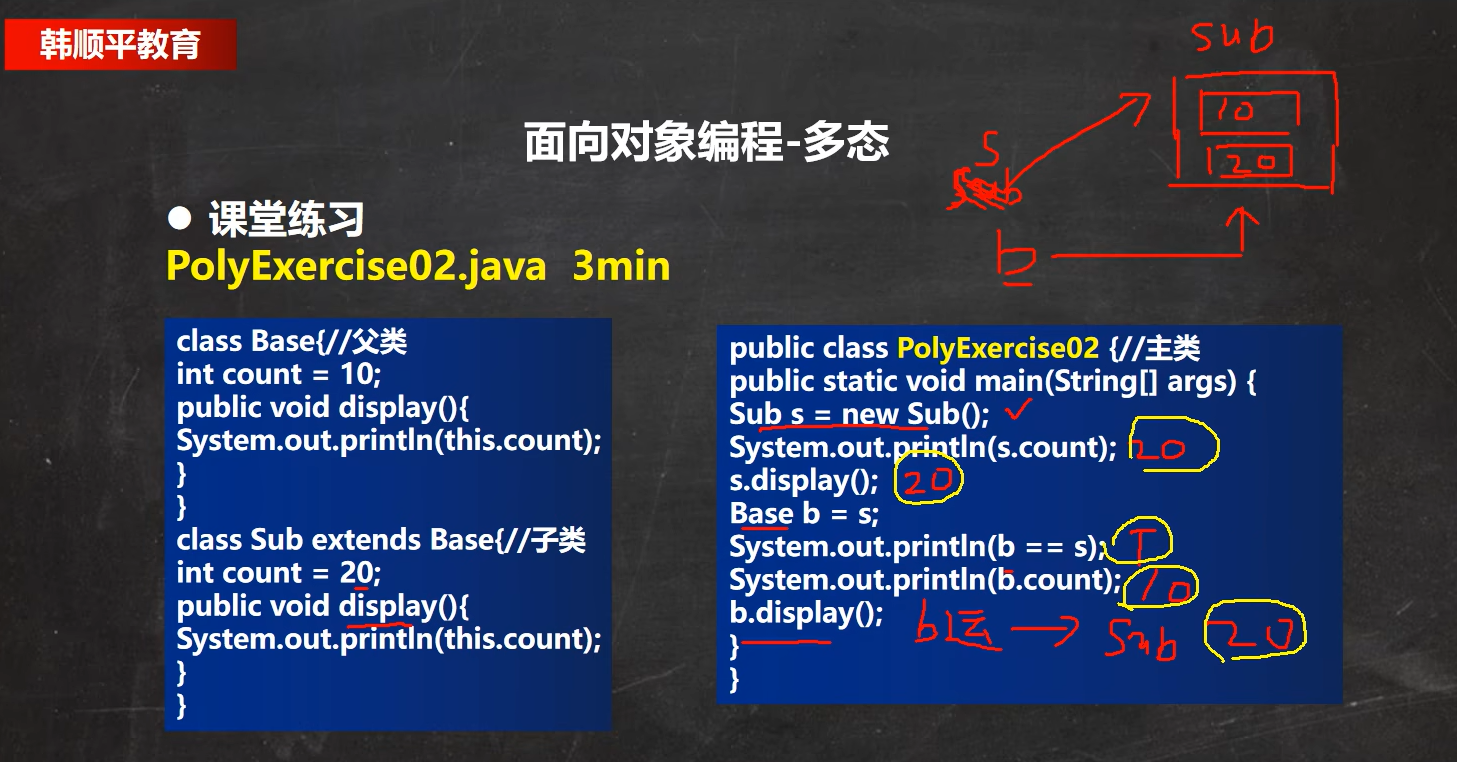 韩顺平教育
sub
10
20
s
b
面向对象编程-多态
● 课堂练习
PolyExercise02.java 3min
class Base{//父类
int count = 10;
public void display(){
System.out.println(this.count);
}
}
class Sub extends Base{//子类
int count = 20;
public void display(){
System.out.println(this.count);
}
}
public class PolyExercise02 {//主类
public static void main(String[] args) {
Sub s = new Sub(); ✓
System.out.println(s.count); 20
s.display(); 20
Base b = s;
System.out.println(b == s); T
System.out.println(b.count); 10
b.display(); b运 → Sub 20
}
}